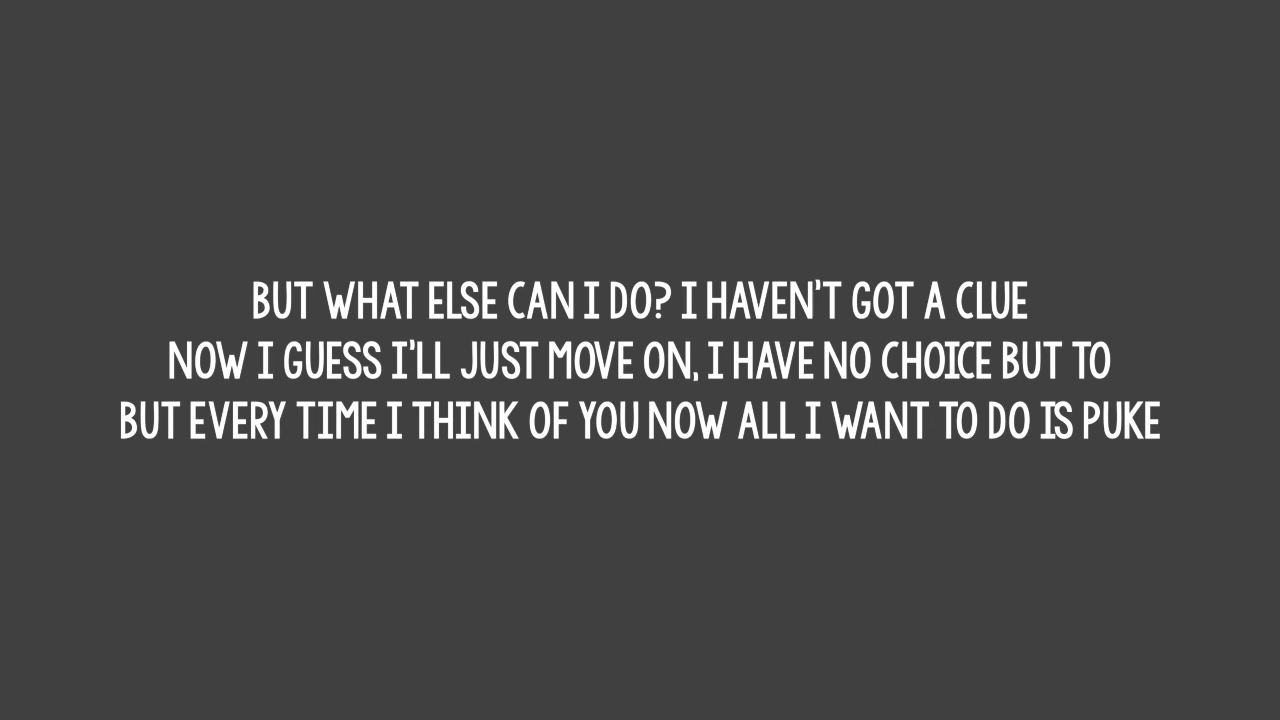 BUT WHAT ELSE CAN I DO? I HAVEN'T GOT A CLUE
NOW I GUESS I'LL JUST MOVE ON, I HAVE NO CHOICE BUT TO
BUT EVERY TIME I THINK OF YOU NOW ALL I WANT TO DO IS PUKE